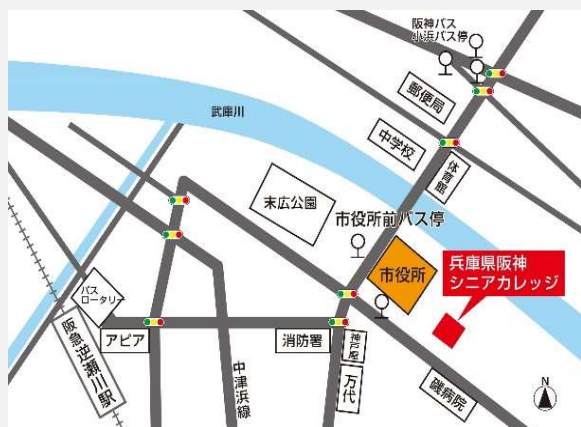 阪神バス
小浜バス停
郵便局
武庫川
中学校
体育館
末広公園
市役所前バス停
市役所
兵庫県阪神
シニアカレッジ
バス
ロータリー
アピア
消防署
神戸屋
万代
磯病院
中津浜線
阪急逆瀬川駅
N